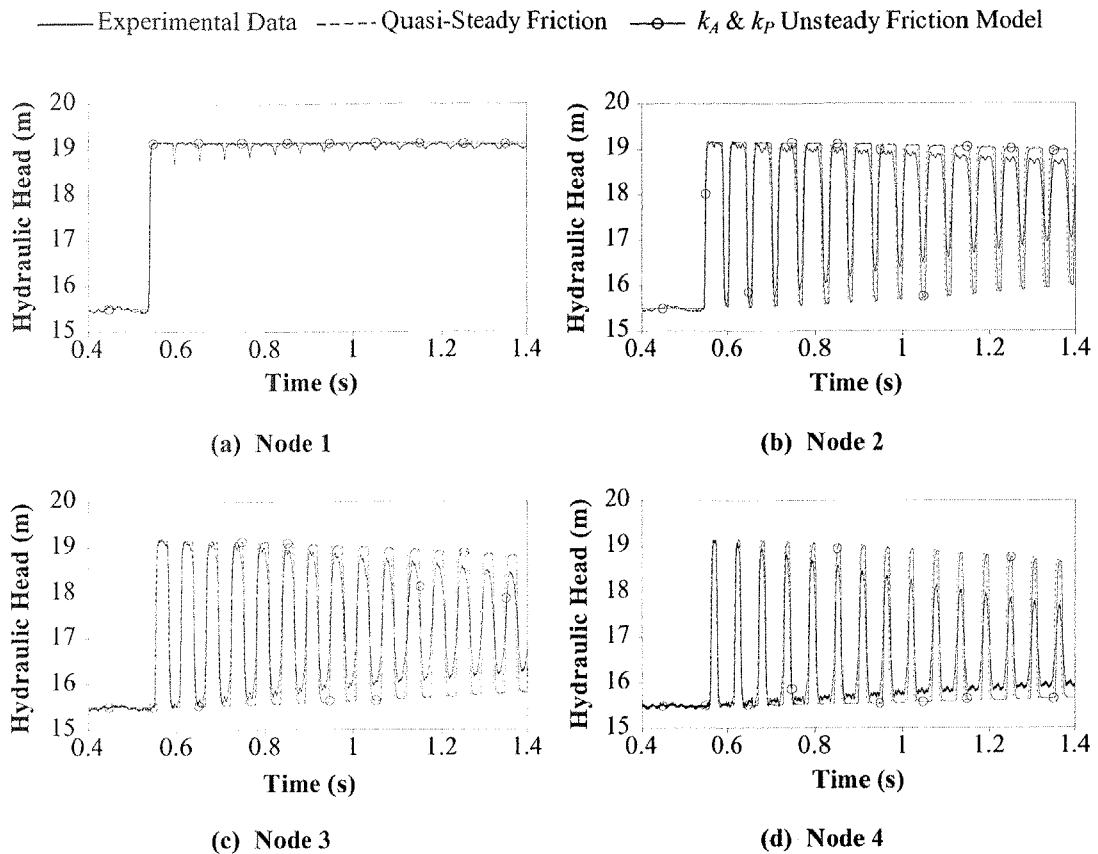 Experimental Data Quasi-Steady Friction kA & kP Unsteady Friction Model
Hydraulic Head (m)
20
19
18
17
16
15
0.4 0.6 0.8 1 1.2 1.4
Time (s)
(a) Node 1
Hydraulic Head (m)
20
19
18
17
16
15
0.4 0.6 0.8 1 1.2 1.4
Time (s)
(b) Node 2
Hydraulic Head (m)
20
19
18
17
16
15
0.4 0.6 0.8 1 1.2 1.4
Time (s)
(c) Node 3
Hydraulic Head (m)
20
19
18
17
16
15
0.4 0.6 0.8 1 1.2 1.4
Time (s)
(d) Node 4